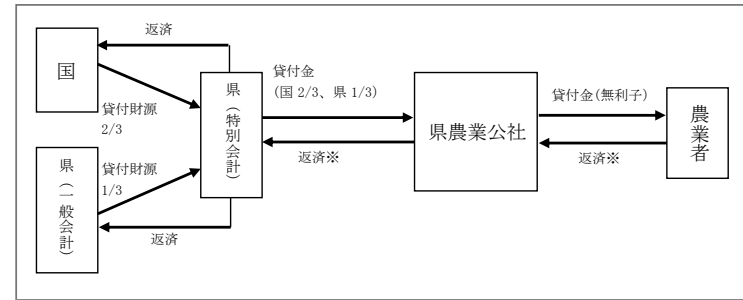 返済
国
貸付財源
2/3
県（一般会計）
貸付財源
1/3
返済
県（特別会計）
貸付金
(国 2/3、県 1/3)
返済※
県農業公社
貸付金(無利子)
返済※
農業者